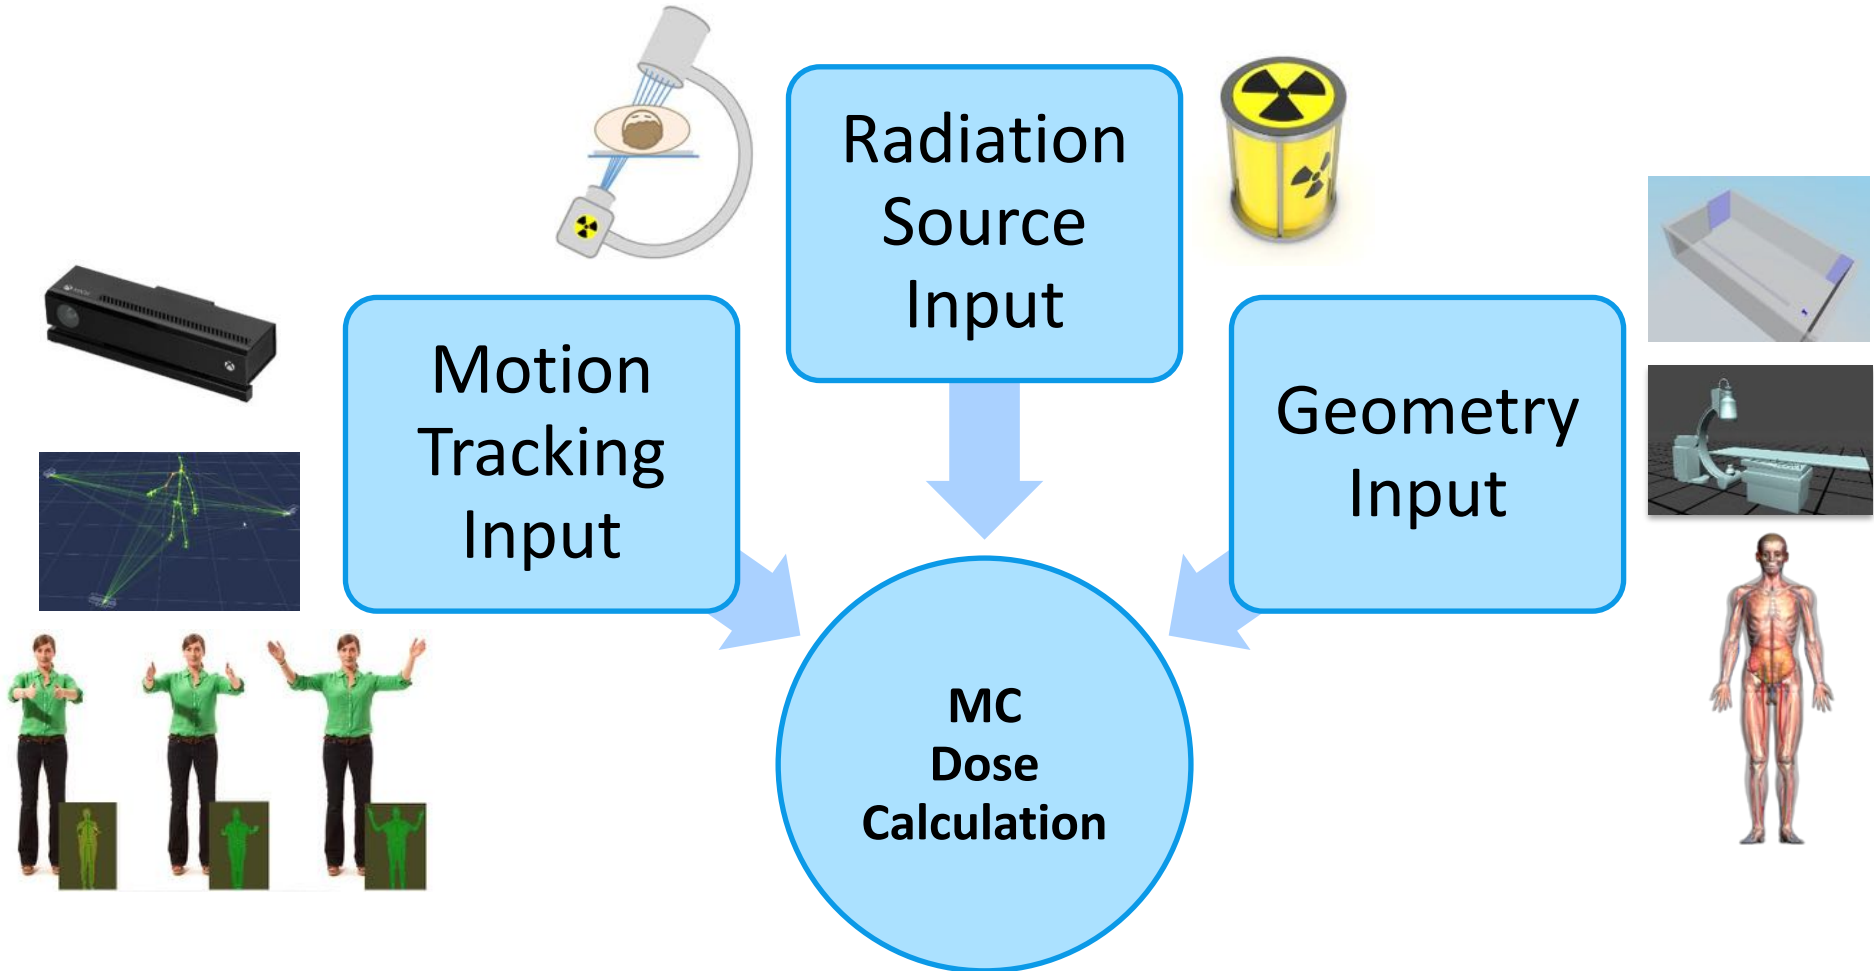 Radiation
Source
Input
Motion
Tracking
Input
Geometry
Input
MC
Dose
Calculation